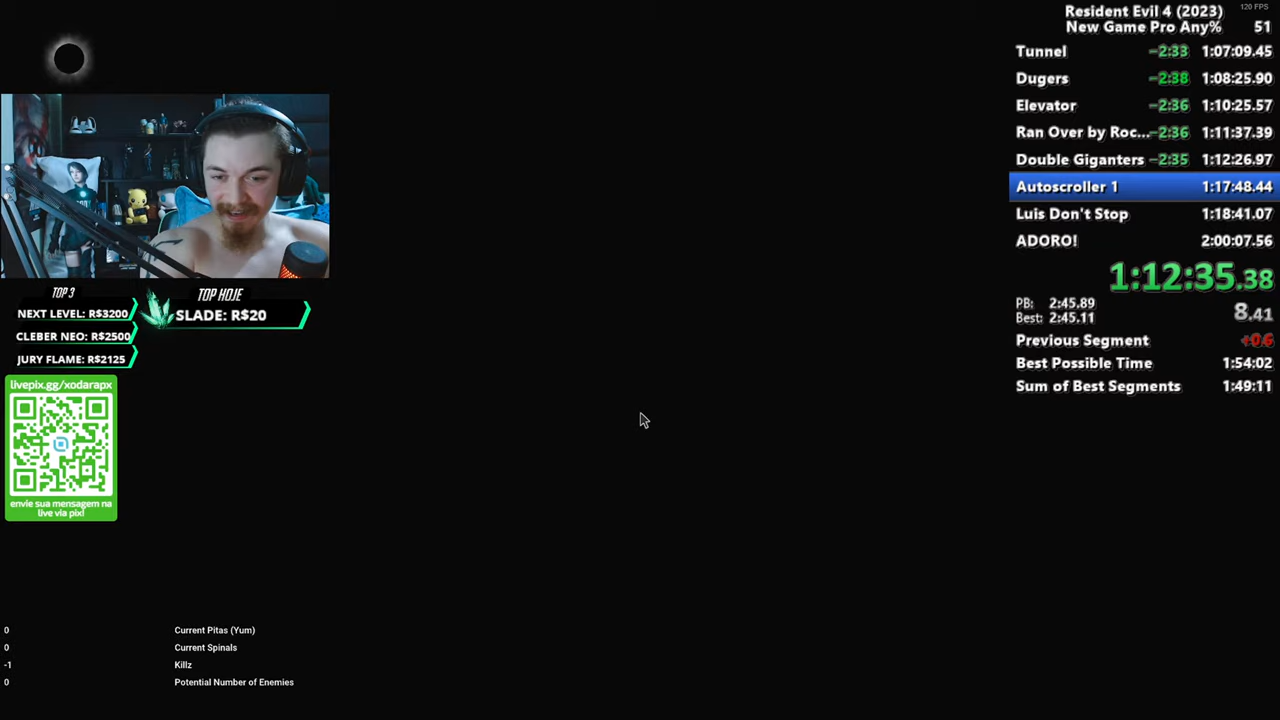 120 FPS
Resident Evil 4 (2023)
New Game Pro Any% 51
Tunnel -2:33 1:07:09.45
Dugers -2:38 1:08:25.90
Elevator -2:36 1:10:25.57
Ran Over by Roc... -2:36 1:11:37.39
Double Giganters -2:35 1:12:26.97
Autoscroller 1 1:17:48.44
Luis Don't Stop 1:18:41.07
ADORO! 2:00:07.56
1:12:35.38
PB: 2:45.89
Best: 2:45.11
8.41
Previous Segment +0.6
Best Possible Time 1:54:02
Sum of Best Segments 1:49:11
TOP 3
NEXT LEVEL: R$3200
CLEBER NEO: R$2500
JURY FLAME: R$2125
TOP HOJE
SLADE: R$20
livepix.gg/xodarapx
envie sua mensagem na
live via pix!
0 Current Pitas (Yum)
0 Current Spinals
-1 Killz
0 Potential Number of Enemies